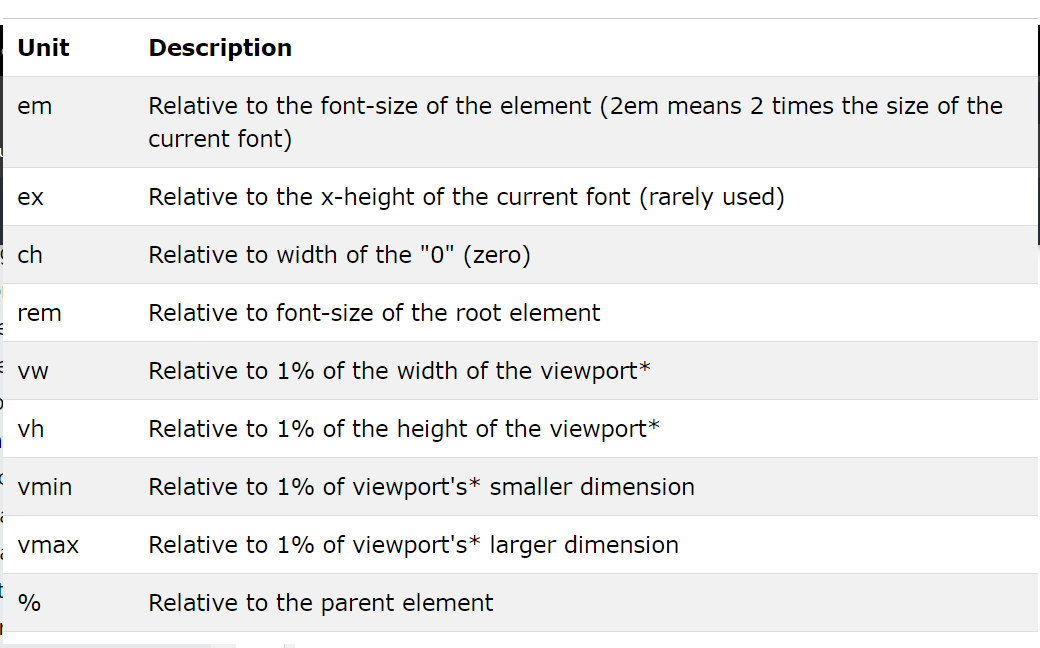 Unit Description
em Relative to the font-size of the element (2em means 2 times the size of the
current font)
ex Relative to the x-height of the current font (rarely used)
ch Relative to width of the "0" (zero)
rem Relative to font-size of the root element
vw Relative to 1% of the width of the viewport*
vh Relative to 1% of the height of the viewport*
vmin Relative to 1% of viewport's* smaller dimension
vmax Relative to 1% of viewport's* larger dimension
% Relative to the parent element